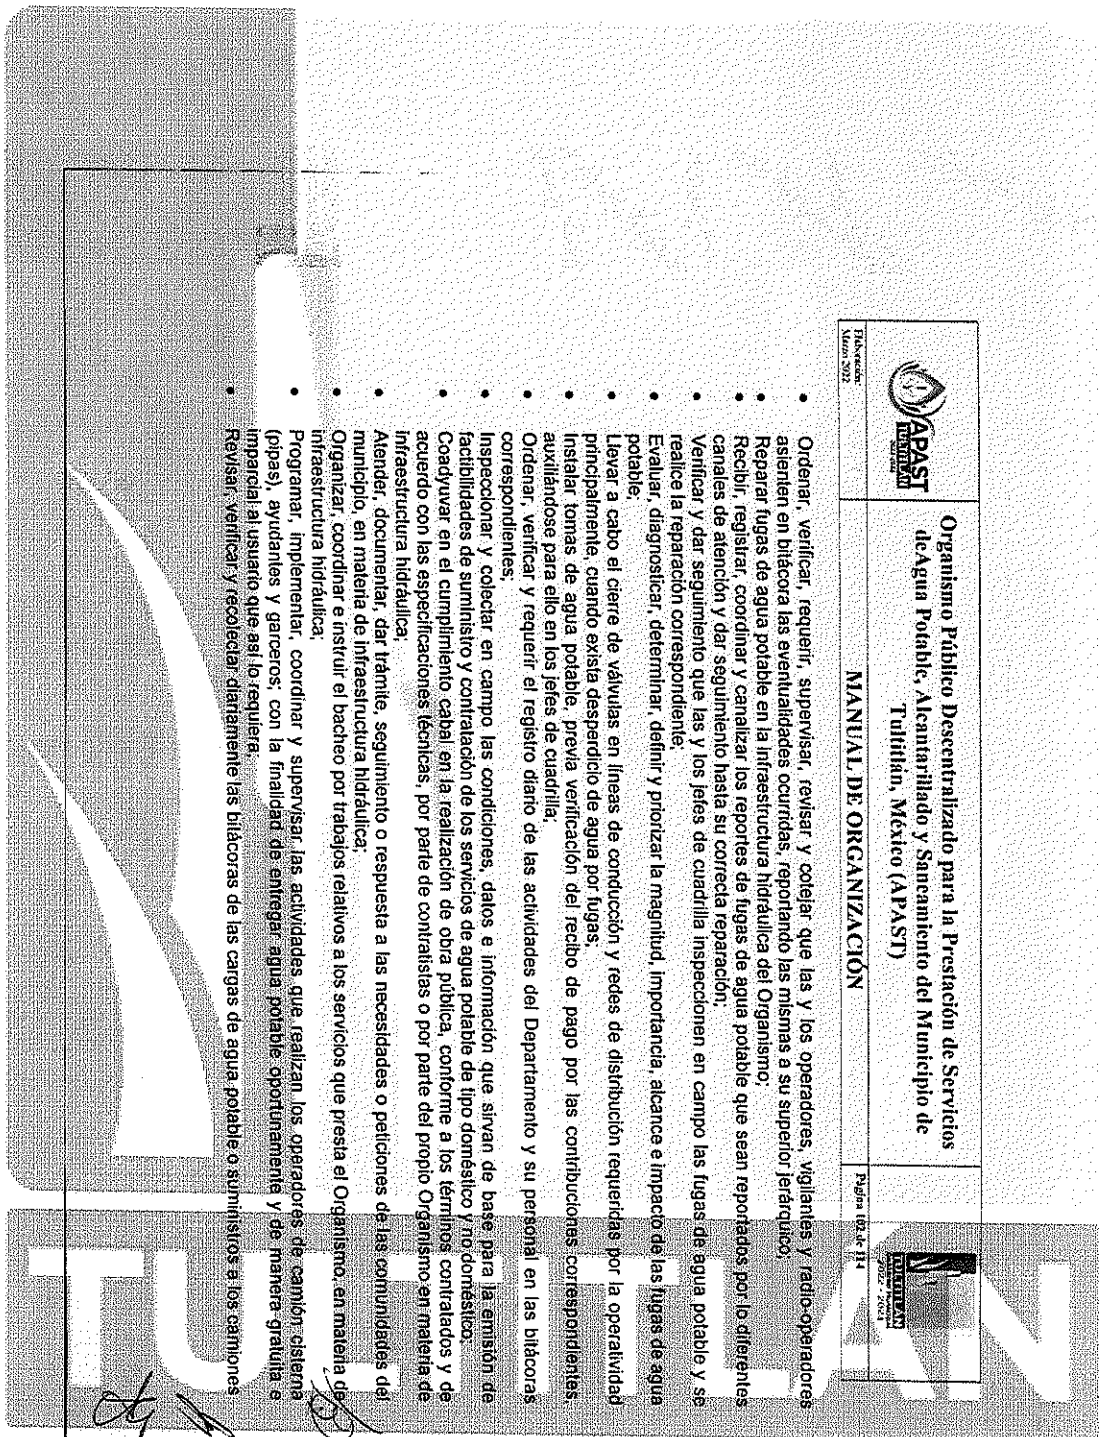 APAST
TULTITLÁN
Organismo Público Descentralizado para la Prestación de Servicios
de Agua Potable, Alcantarillado y Saneamiento del Municipio de
Tultitlán, México (APAST)
TULTITLÁN
2022 - 2024
Elaboración:
Marzo 2022
MANUAL DE ORGANIZACIÓN
Página 102 de 114
• Ordenar, verificar, requerir, supervisar, revisar y cotejar que las y los operadores, vigilantes y radio-operadores
asienten en bitácora las eventualidades ocurridas, reportando las mismas a su superior jerárquico;
• Reparar fugas de agua potable en la infraestructura hidráulica del Organismo;
• Recibir, registrar, coordinar y canalizar los reportes de fugas de agua potable que sean reportados por lo diferentes
canales de atención y dar seguimiento hasta su correcta reparación;
• Verificar y dar seguimiento que las y los jefes de cuadrilla inspeccionen en campo las fugas de agua potable y se
realice la reparación correspondiente;
• Evaluar, diagnosticar, determinar, definir y priorizar la magnitud, importancia, alcance e impacto de las fugas de agua
potable;
• Llevar a cabo el cierre de válvulas en líneas de conducción y redes de distribución requeridas por la operatividad
principalmente, cuando exista desperdicio de agua por fugas;
• Instalar tomas de agua potable, previa verificación del recibo de pago por las contribuciones correspondientes,
auxiliándose para ello en los jefes de cuadrilla;
• Ordenar, verificar y requerir el registro diario de las actividades del Departamento y su personal en las bitácoras
correspondientes;
• Inspeccionar y colectar en campo las condiciones, datos e información que sirvan de base para la emisión de
factibilidades de suministro y contratación de los servicios de agua potable de tipo doméstico y no doméstico;
• Coadyuvar en el cumplimiento cabal en la realización de obra pública, conforme a los términos contratados y de
acuerdo con las especificaciones técnicas, por parte de contratistas o por parte del propio Organismo en materia de
infraestructura hidráulica;
• Atender, documentar, dar trámite, seguimiento o respuesta a las necesidades o peticiones de las comunidades del
municipio, en materia de infraestructura hidráulica;
• Organizar, coordinar e instruir el bacheo por trabajos relativos a los servicios que presta el Organismo, en materia de
infraestructura hidráulica;
• Programar, implementar, coordinar y supervisar las actividades que realizan los operadores de camión cisterna
(pipas), ayudantes y garceros; con la finalidad de entregar agua potable oportunamente y de manera gratuita e
imparcial al usuario que así lo requiera;
• Revisar, verificar y recolectar diariamente las bitácoras de las cargas de agua potable o suministros a los camiones
TULTITLÁN